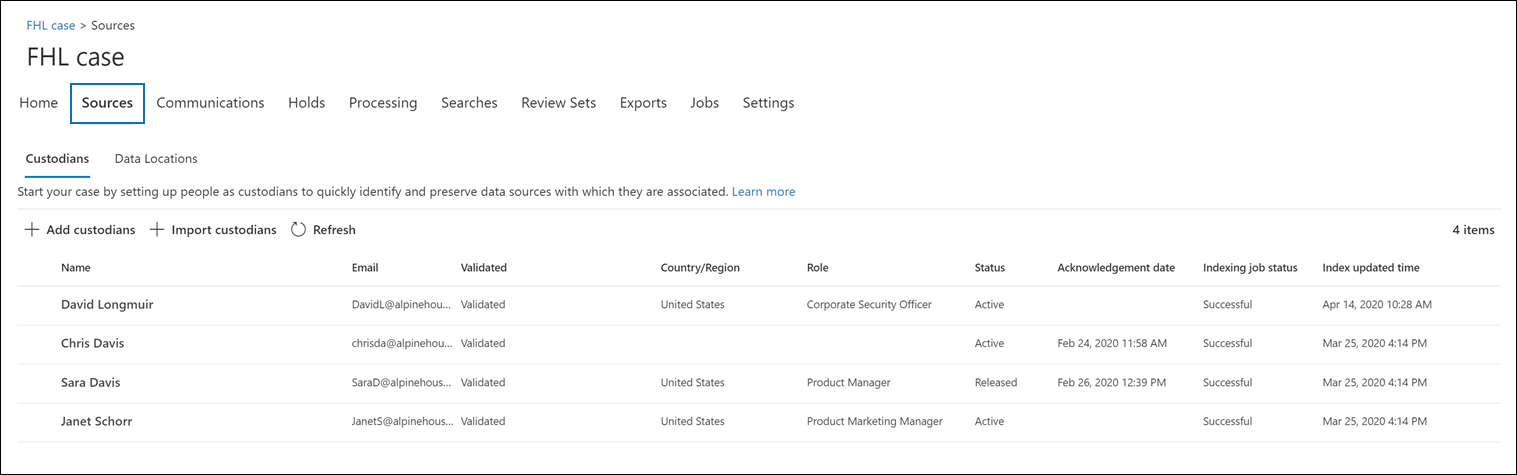 FHL case > Sources
FHL case
Home Sources Communications Holds Processing Searches Review Sets Exports Jobs Settings
Custodians Data Locations
Start your case by setting up people as custodians to quickly identify and preserve data sources with which they are associated. Learn more
Add custodians Import custodians Refresh 4 items
Name Email Validated Country/Region Role Status Acknowledgement date Indexing job status Index updated time
David Longmuir DavidL@alpinehou... Validated United States Corporate Security Officer Active Successful Apr 14, 2020 10:28 AM
Chris Davis chrisda@alpinehou... Validated Active Feb 24, 2020 11:58 AM Successful Mar 25, 2020 4:14 PM
Sara Davis SaraD@alpinehous... Validated United States Product Manager Released Feb 26, 2020 12:39 PM Successful Mar 25, 2020 4:14 PM
Janet Schorr JanetS@alpinehous... Validated United States Product Marketing Manager Active Successful Mar 25, 2020 4:14 PM